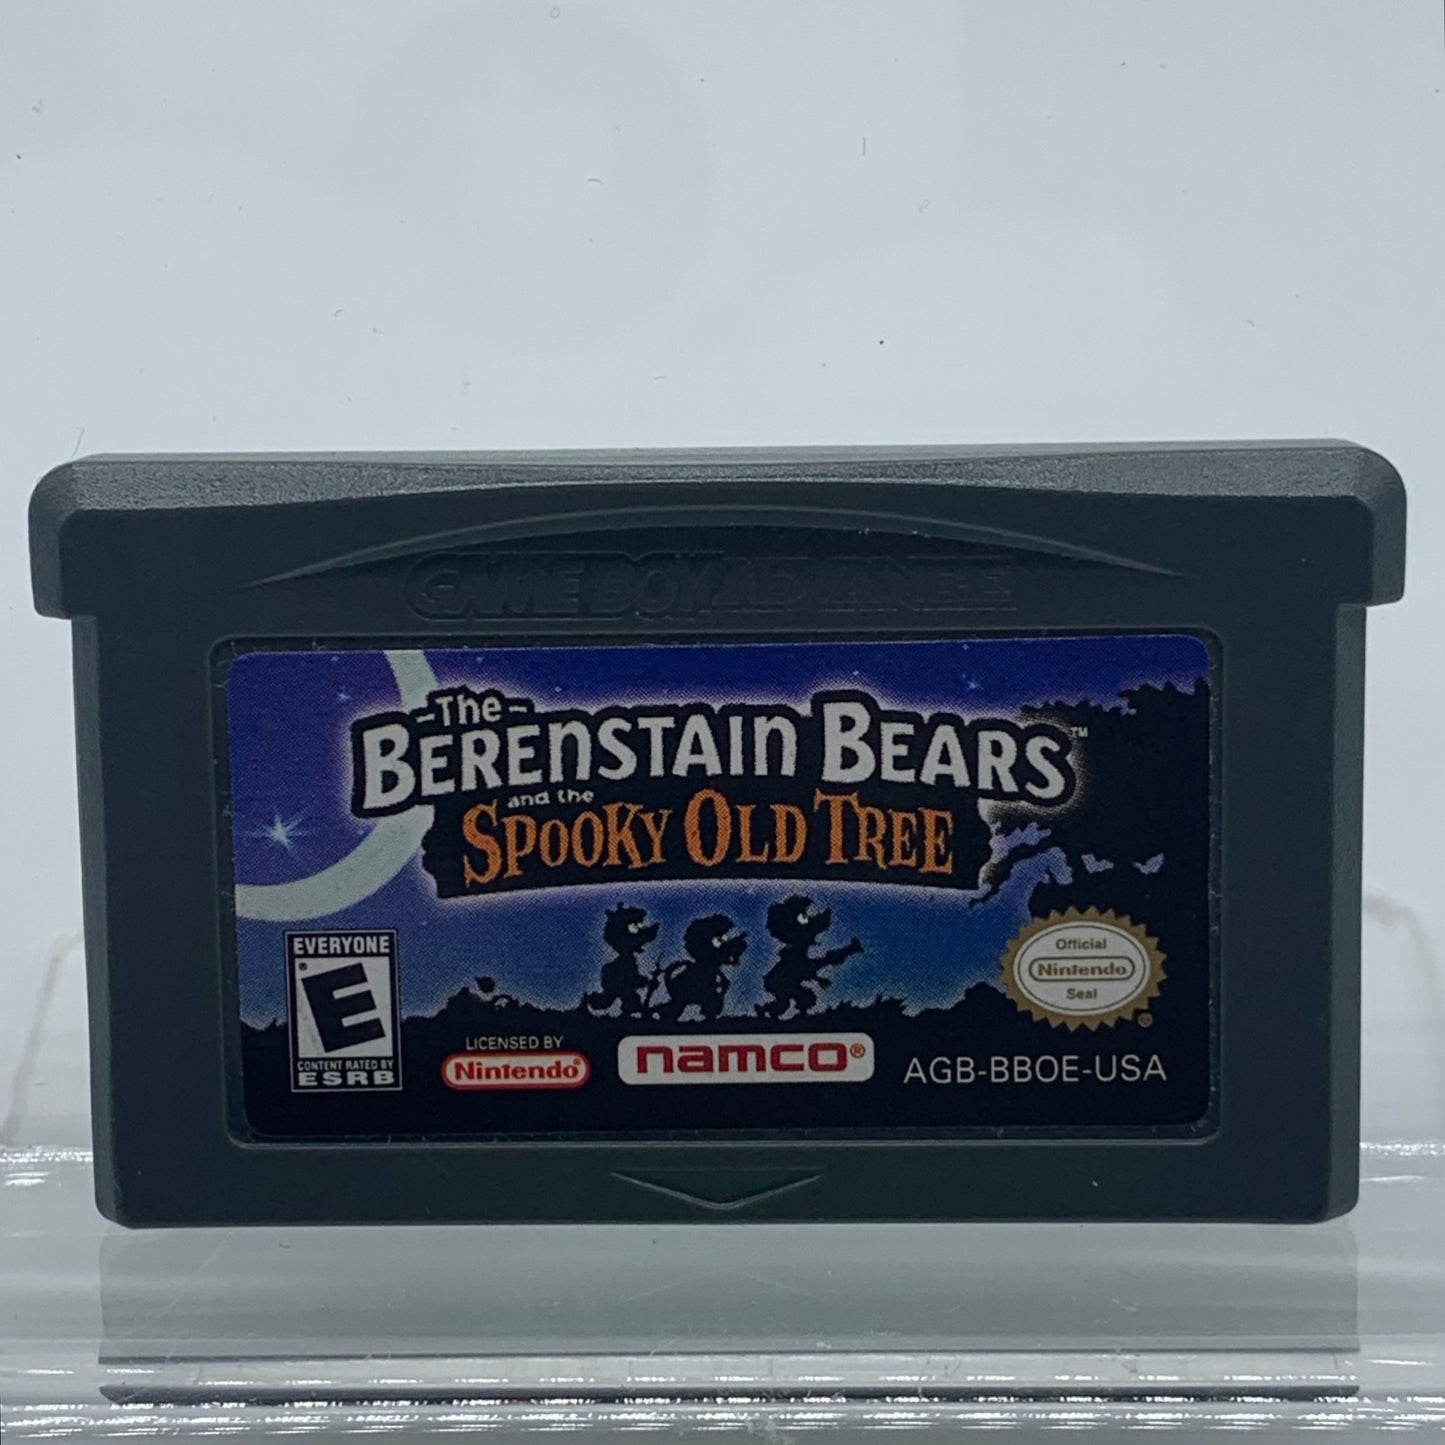 GAME BOY ADVANCE
The
BERENSTAIN BEARS™
and the
SPOOKY OLD TREE
EVERYONE
E®
CONTENT RATED BY
ESRB
LICENSED BY
Nintendo®
namco®
Official
Nintendo
Seal
®
AGB-BBOE-USA